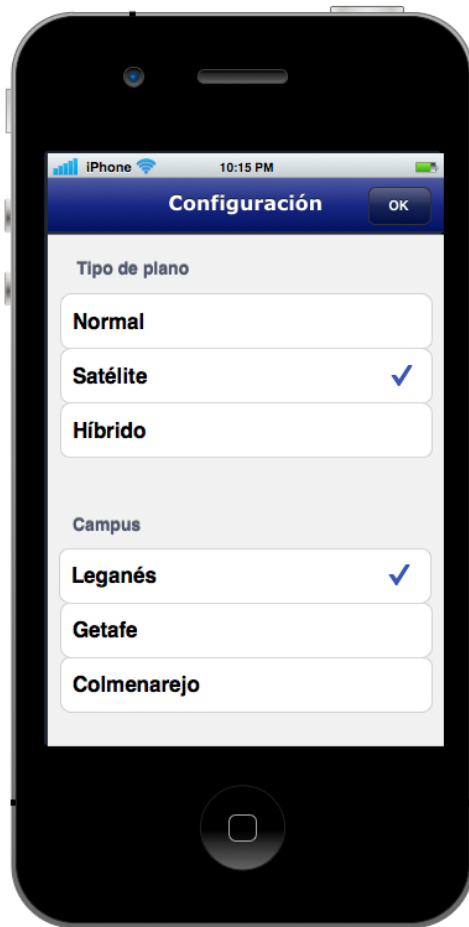 iPhone 10:15 PM
Configuración OK
Tipo de plano
Normal
Satélite
Híbrido
Campus
Leganés
Getafe
Colmenarejo